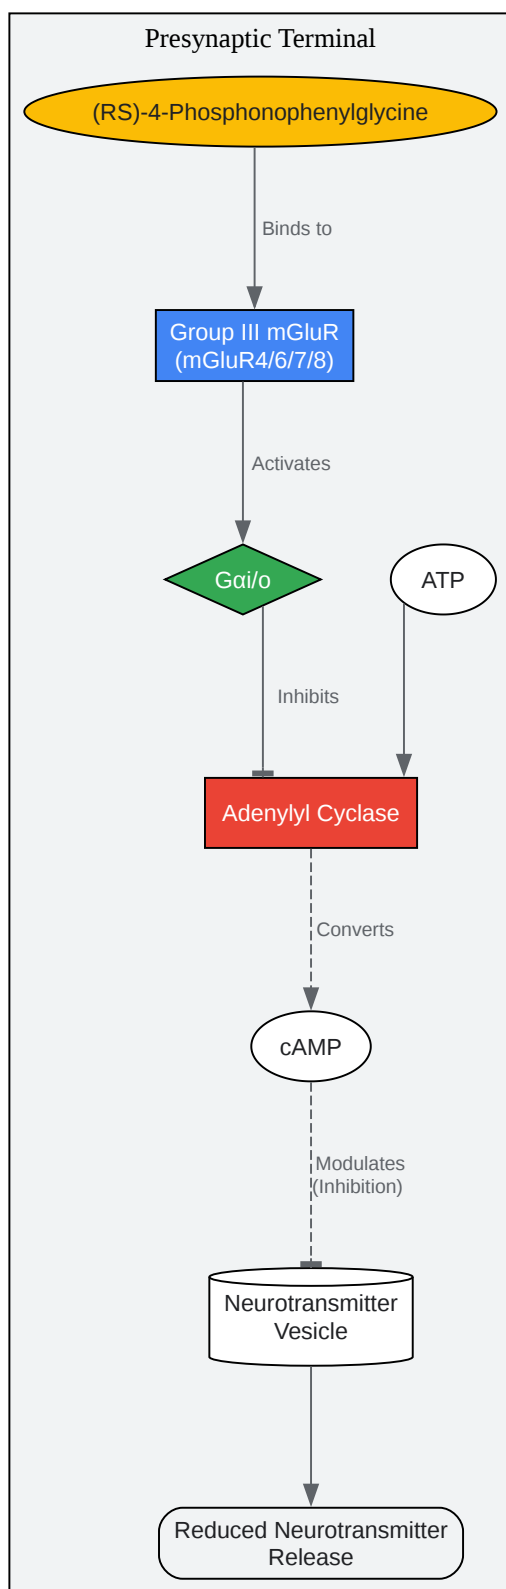 Presynaptic Terminal
(RS)-4-Phosphonophenylglycine
Binds to
Group III mGluR
(mGluR4/6/7/8)
Activates
Gαi/o
ATP
Inhibits
Adenylyl Cyclase
Converts
cAMP
Modulates
(Inhibition)
Neurotransmitter
Vesicle
Reduced Neurotransmitter
Release